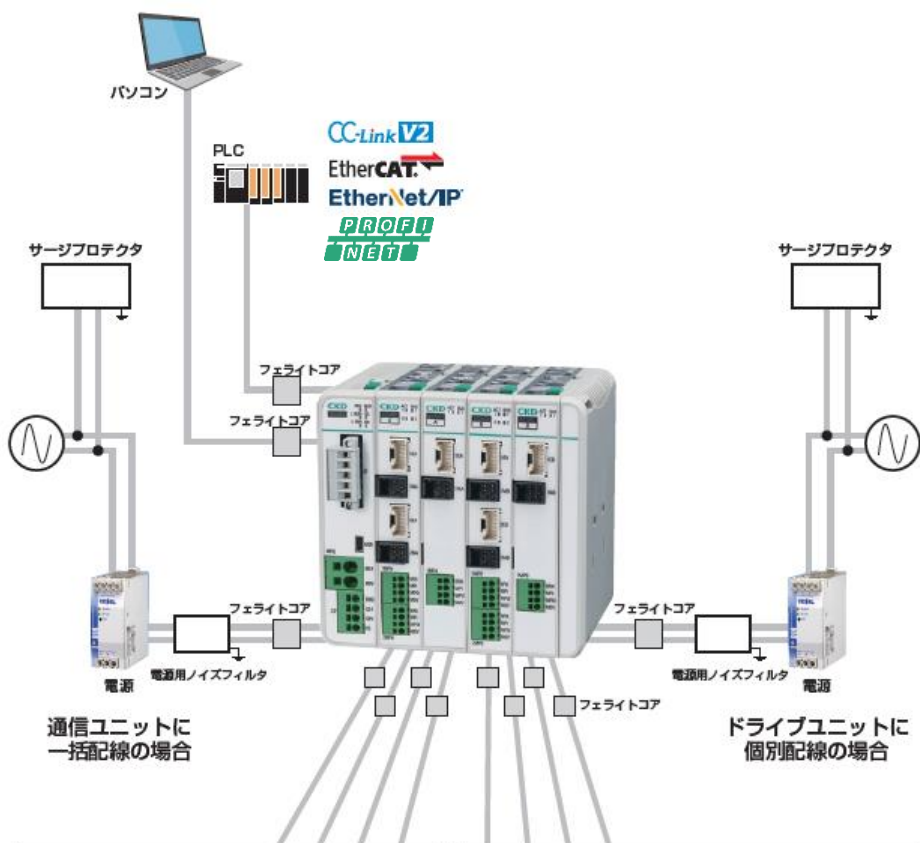 パソコン
PLC
CC-Link V2
EtherCAT
EtherNet/IP
PROFI
NET
サージプロテクタ
サージプロテクタ
フェライトコア
フェライトコア
CKD
CKD
CKD
CKD
CKD
フェライトコア
フェライトコア
電源用ノイズフィルタ
電源用ノイズフィルタ
電源
電源
フェライトコア
通信ユニットに
一括配線の場合
ドライブユニットに
個別配線の場合